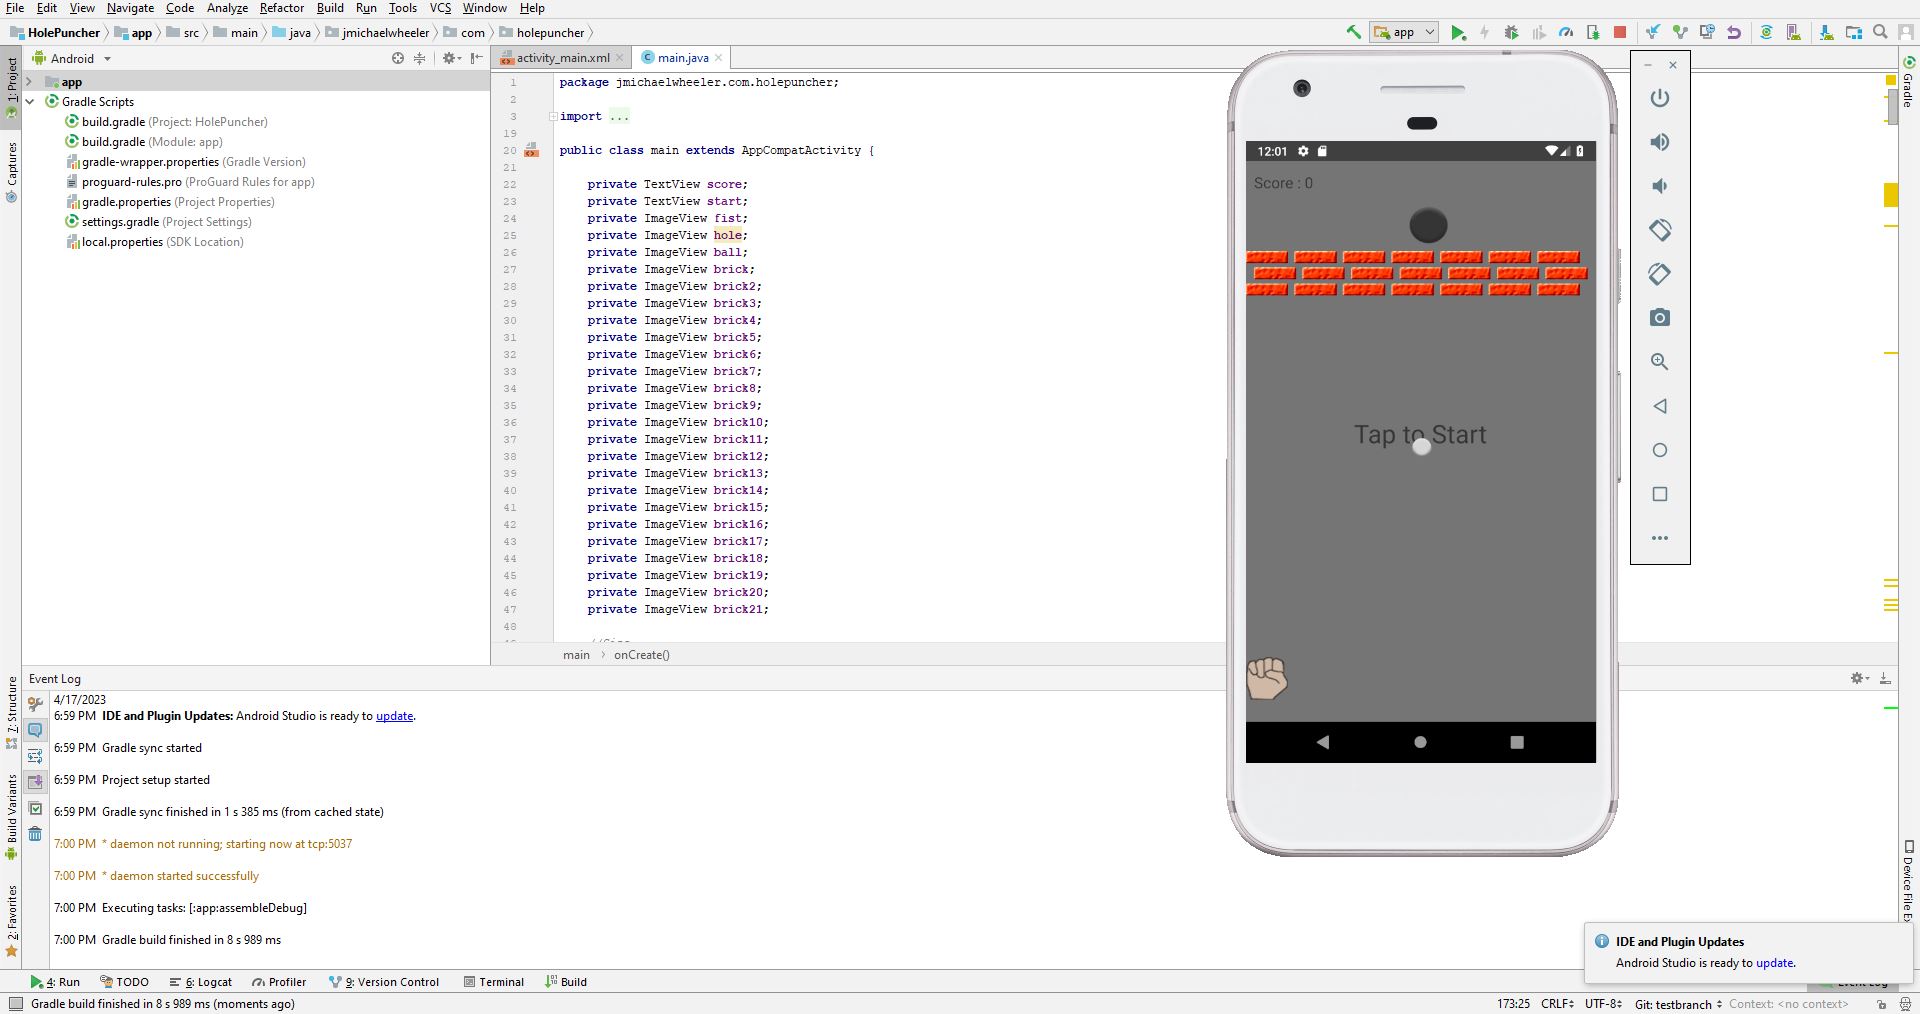 File Edit View Navigate Code Analyze Refactor Build Run Tools VCS Window Help
HolePuncher app src main java jmichaelwheeler com holepuncher app
1: Project
Captures
7: Structure
Build Variants
2: Favorites
Android
app
Gradle Scripts
build.gradle (Project: HolePuncher)
build.gradle (Module: app)
gradle-wrapper.properties (Gradle Version)
proguard-rules.pro (ProGuard Rules for app)
gradle.properties (Project Properties)
settings.gradle (Project Settings)
local.properties (SDK Location)
activity_main.xml main.java
1 package jmichaelwheeler.com.holepuncher;
2
3 import ...
19
20 public class main extends AppCompatActivity {
21
22 private TextView score;
23 private TextView start;
24 private ImageView fist;
25 private ImageView hole;
26 private ImageView ball;
27 private ImageView brick;
28 private ImageView brick2;
29 private ImageView brick3;
30 private ImageView brick4;
31 private ImageView brick5;
32 private ImageView brick6;
33 private ImageView brick7;
34 private ImageView brick8;
35 private ImageView brick9;
36 private ImageView brick10;
37 private ImageView brick11;
38 private ImageView brick12;
39 private ImageView brick13;
40 private ImageView brick14;
41 private ImageView brick15;
42 private ImageView brick16;
43 private ImageView brick17;
44 private ImageView brick18;
45 private ImageView brick19;
46 private ImageView brick20;
47 private ImageView brick21;
48
main › onCreate()
12:01
Score : 0
Tap to Start
Gradle
Event Log
4/17/2023
6:59 PM IDE and Plugin Updates: Android Studio is ready to update.
6:59 PM Gradle sync started
6:59 PM Project setup started
6:59 PM Gradle sync finished in 1 s 385 ms (from cached state)
7:00 PM * daemon not running; starting now at tcp:5037
7:00 PM * daemon started successfully
7:00 PM Executing tasks: [:app:assembleDebug]
7:00 PM Gradle build finished in 8 s 989 ms
Device File Ex
IDE and Plugin Updates
Android Studio is ready to update.
4: Run TODO 6: Logcat Profiler 9: Version Control Terminal Build Event Log
Gradle build finished in 8 s 989 ms (moments ago)
173:25 CRLF UTF-8 Git: testbranch Context: <no context>